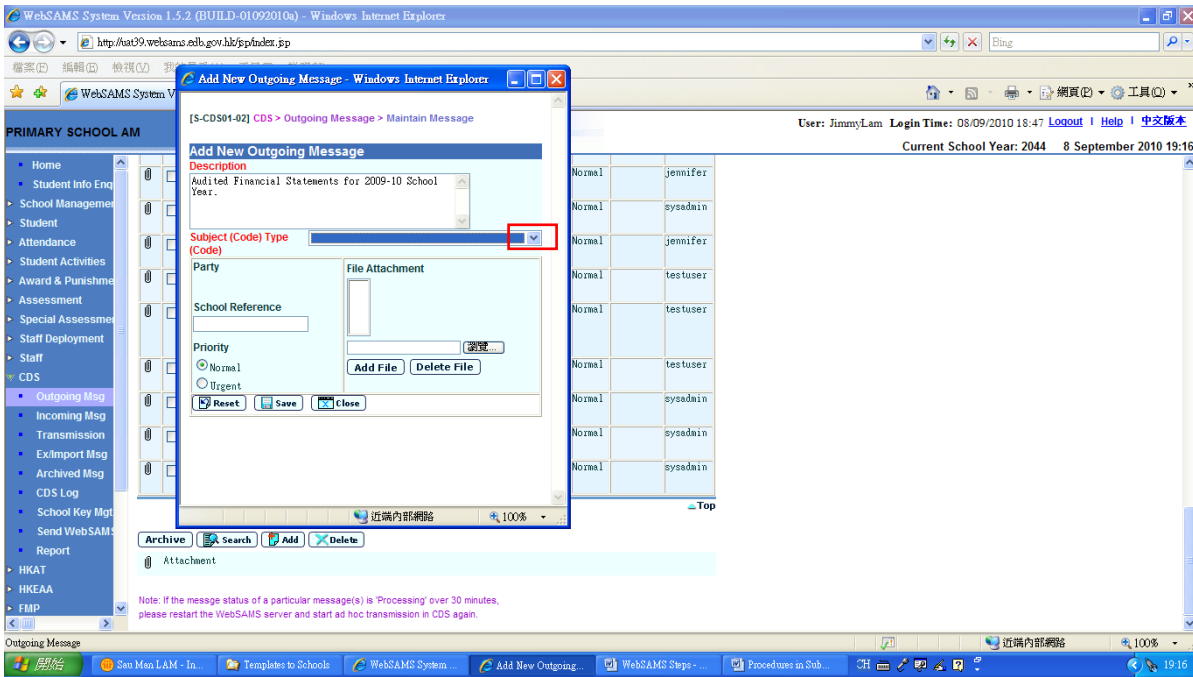 WebSAMS System Version 1.5.2 (BUILD-01092010a) - Windows Internet Explorer
http://uat39.websams.edb.gov.hk/jsp/index.jsp
Bing
檔案(F) 編輯(E) 檢視(V)
WebSAMS System V
網頁(P)
工具(O)
PRIMARY SCHOOL AM
User: JimmyLam Login Time: 08/09/2010 18:47 Logout | Help | 中文版本
Current School Year: 2044 8 September 2010 19:16
Home
Student Info Enq
School Managemen
Student
Attendance
Student Activities
Award & Punishme
Assessment
Special Assessmen
Staff Deployment
Staff
CDS
Outgoing Msg
Incoming Msg
Transmission
Ex/Import Msg
Archived Msg
CDS Log
School Key Mgt
Send WebSAMS
Report
HKAT
HKEAA
FMP
Add New Outgoing Message - Windows Internet Explorer
[S-CDS01-02] CDS > Outgoing Message > Maintain Message
Add New Outgoing Message
Description
Audited Financial Statements for 2009-10 School
Year.
Subject (Code) Type
(Code)
Party
File Attachment
School Reference
Priority
瀏覽...
Normal
Add File
Delete File
Urgent
Reset
Save
Close
近端內部網路
100%
Normal jennifer
Normal sysadmin
Normal jennifer
Normal testuser
Normal testuser
Normal testuser
Normal sysadmin
Normal sysadmin
Normal sysadmin
Top
Archive
Search
Add
Delete
Attachment
Note: If the messge status of a particular message(s) is 'Processing' over 30 minutes,
please restart the WebSAMS server and start ad hoc transmission in CDS again.
Outgoing Message
近端內部網路
100%
開始
Sau Man LAM - In...
Templates to Schools
WebSAMS System ...
Add New Outgoing...
WebSAMS Steps - ...
Procedures in Sub...
CH
19:16